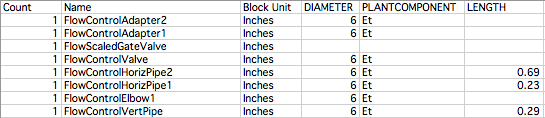 Count Name Block Unit DIAMETER PLANTCOMPONENT LENGTH
1 FlowControlAdapter2 Inches 6 Et
1 FlowControlAdapter1 Inches 6 Et
1 FlowScaledGateValve Inches
1 FlowControlValve Inches 6 Et
1 FlowControlHorizPipe2 Inches 6 Et 0.69
1 FlowControlHorizPipe1 Inches 6 Et 0.23
1 FlowControlElbow1 Inches 6 Et
1 FlowControlVertPipe Inches 6 Et 0.29